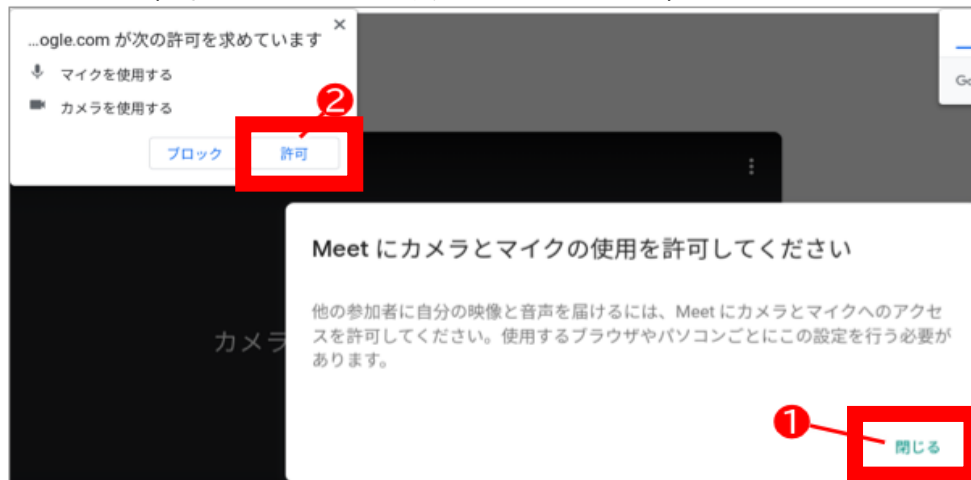 …ogle.com が次の許可を求めています
マイクを使用する
カメラを使用する
ブロック
許可
❷
Meet にカメラとマイクの使用を許可してください
他の参加者に自分の映像と音声を届けるには、Meet にカメラとマイクへのアクセ
スを許可してください。使用するブラウザやパソコンごとにこの設定を行う必要が
あります。
カメラ
❶
閉じる